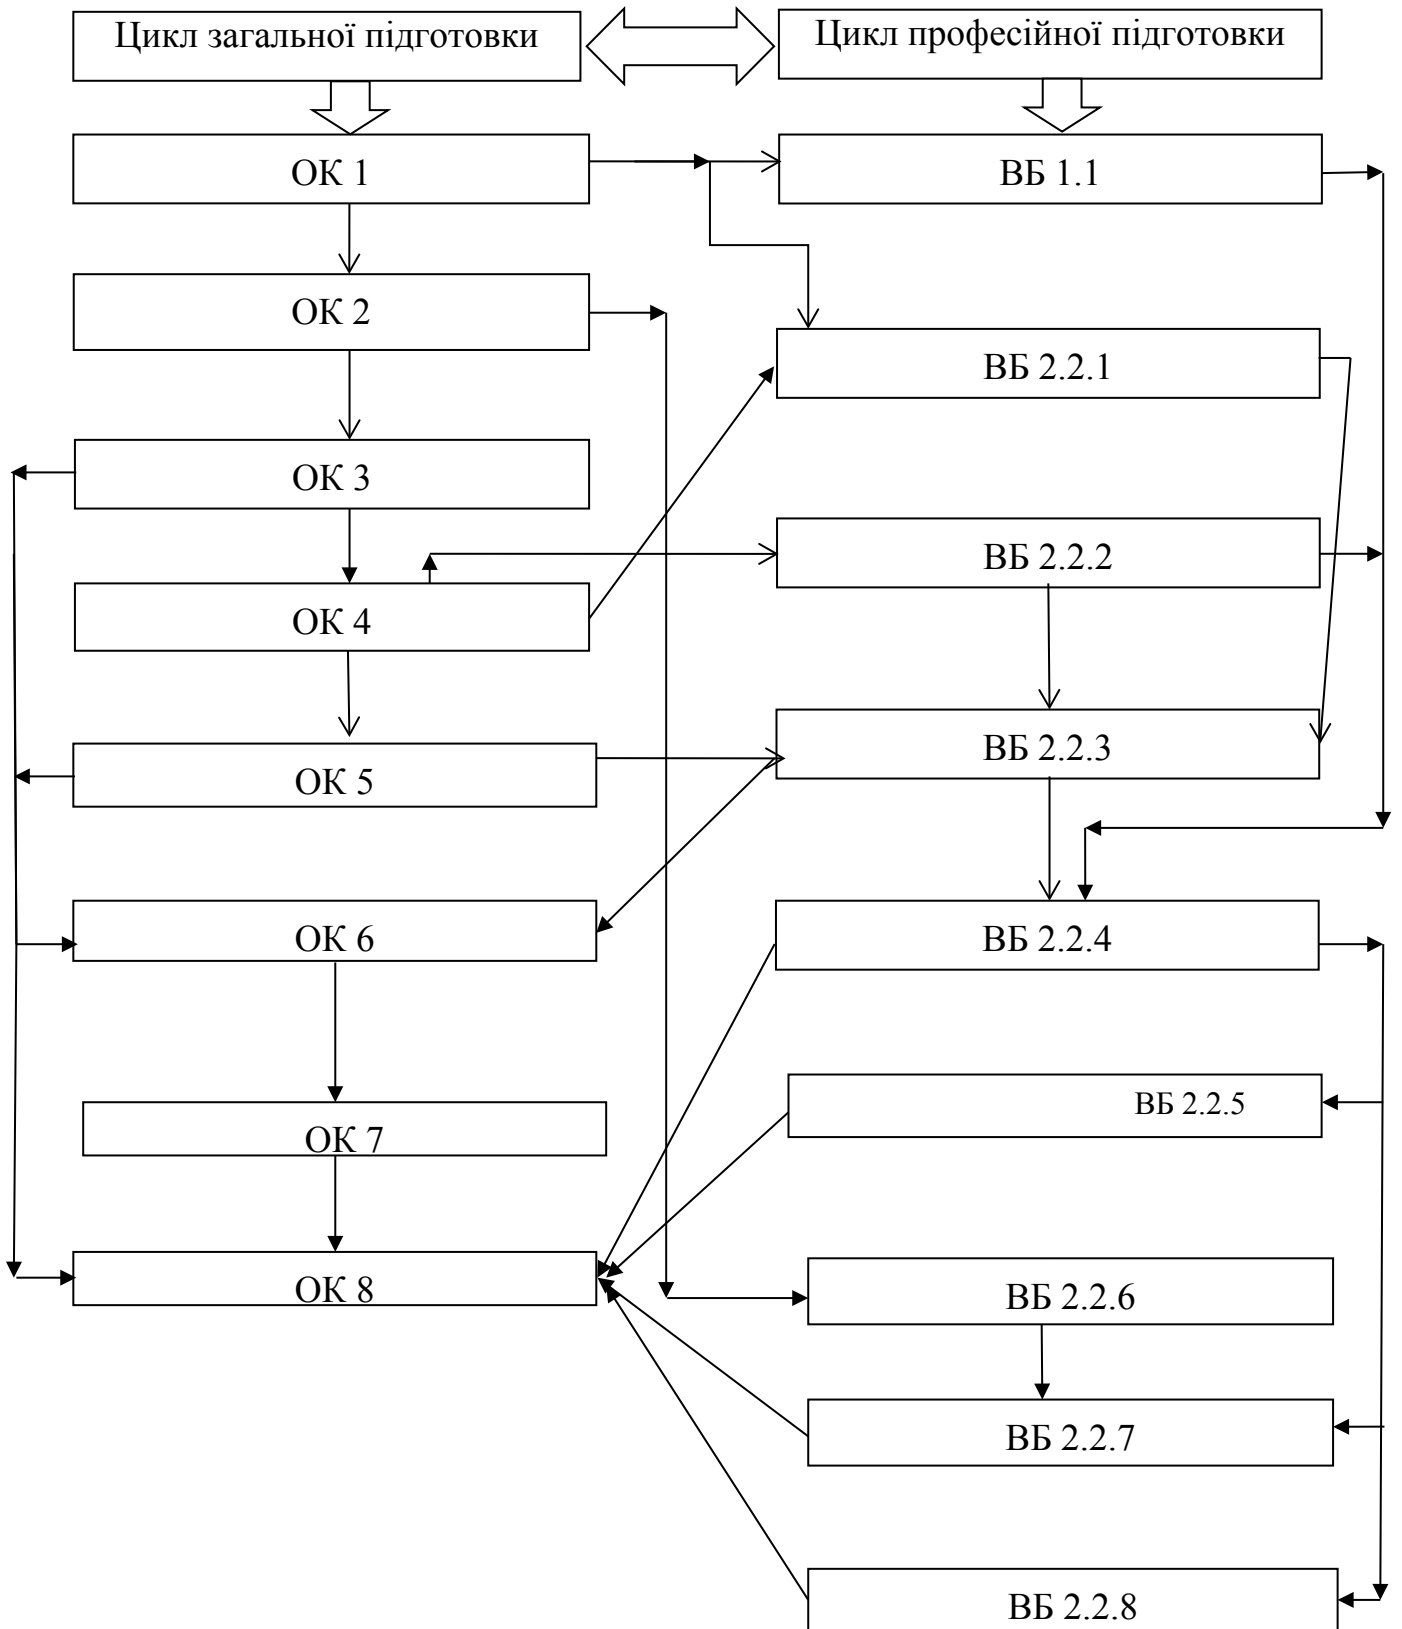 Цикл загальної підготовки
Цикл професійної підготовки
ОК 1
ВБ 1.1
ОК 2
ВБ 2.2.1
ОК 3
ВБ 2.2.2
ОК 4
ВБ 2.2.3
ОК 5
ОК 6
ВБ 2.2.4
ВБ 2.2.5
ОК 7
ОК 8
ВБ 2.2.6
ВБ 2.2.7
ВБ 2.2.8